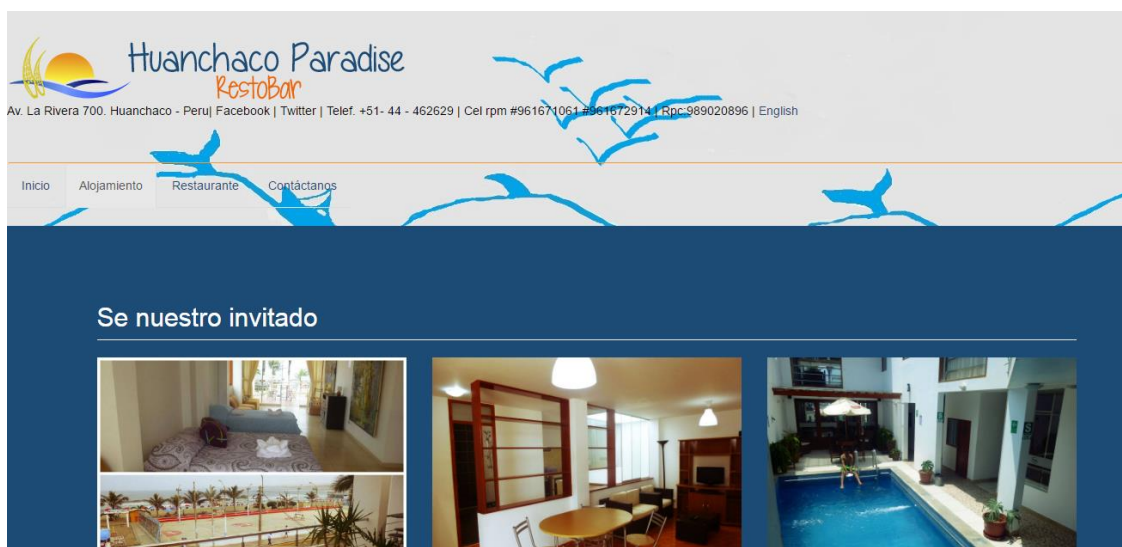 Huanchaco Paradise
RestoBar
Av. La Rivera 700. Huanchaco - Peru| Facebook | Twitter | Telef. +51- 44 - 462629 | Cel rpm #961671061 #961672914 | Rpc:989020896 | English
Inicio Alojamiento Restaurante Contáctanos
Se nuestro invitado
S